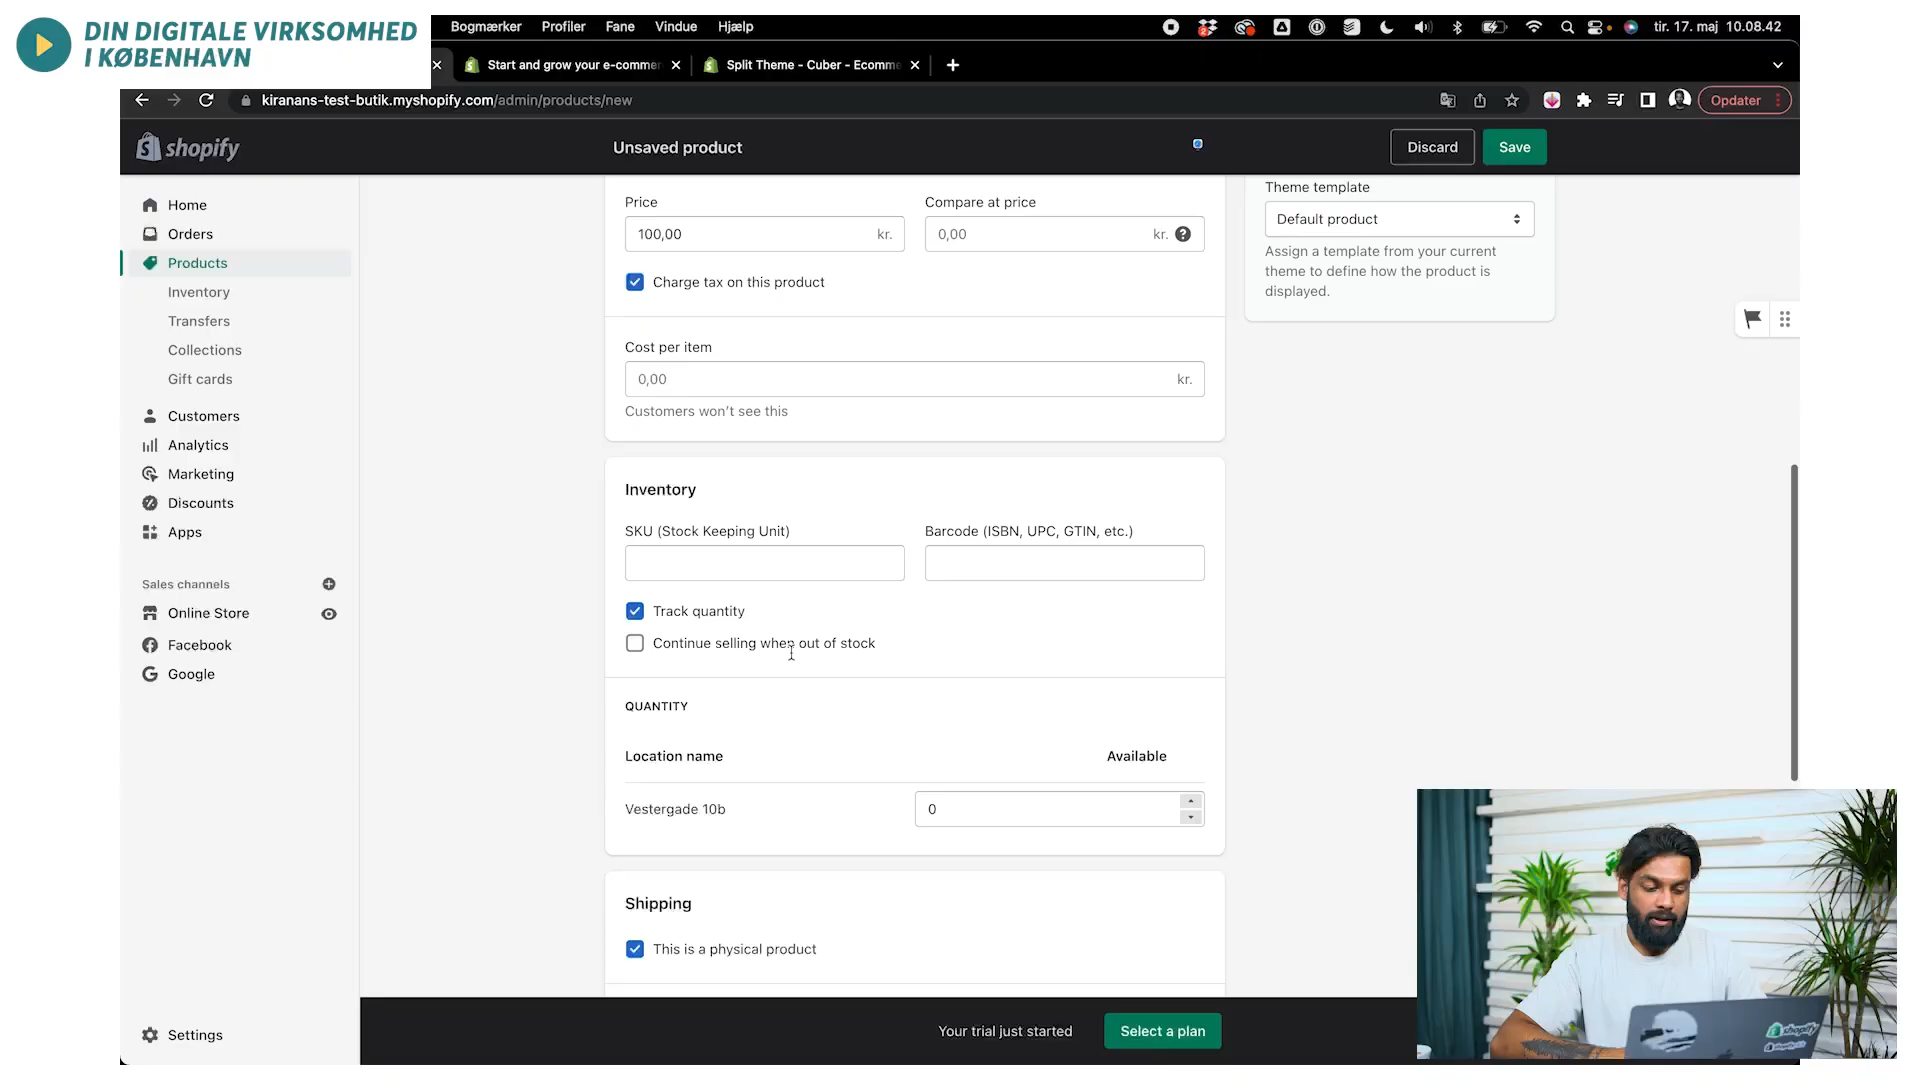 DIN DIGITALE VIRKSOMHED
I KØBENHAVN
Bogmærker Profiler Fane Vindue Hjælp
tir. 17. maj 10.08.42
Start and grow your e-commer
Split Theme - Cuber - Ecomme
kiranans-test-butik.myshopify.com/admin/products/new
Opdater
shopify
Unsaved product
Discard
Save
Home
Orders
Products
Inventory
Transfers
Collections
Gift cards
Customers
Analytics
Marketing
Discounts
Apps
Sales channels
Online Store
Facebook
Google
Settings
Price
100,00 kr.
Compare at price
0,00 kr.
Charge tax on this product
Cost per item
0,00 kr.
Customers won't see this
Inventory
SKU (Stock Keeping Unit)
Barcode (ISBN, UPC, GTIN, etc.)
Track quantity
Continue selling when out of stock
QUANTITY
Location name Available
Vestergade 10b 0
Shipping
This is a physical product
Theme template
Default product
Assign a template from your current
theme to define how the product is
displayed.
Your trial just started
Select a plan
shopify